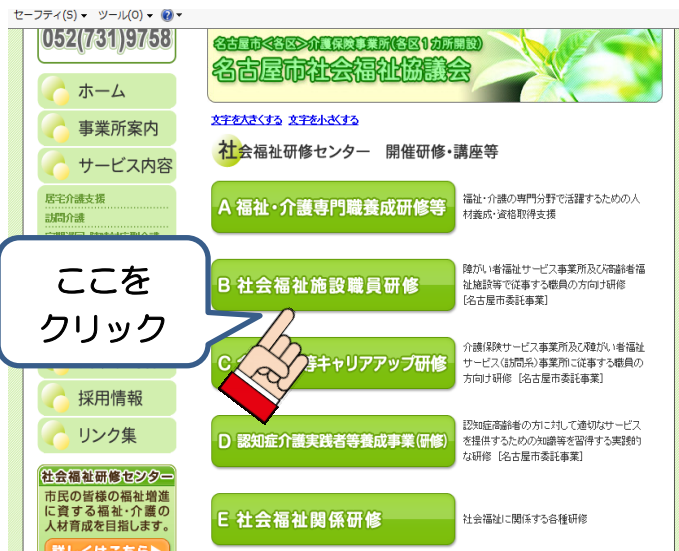 セーフティ(S)▼ ツール(O)▼
052(731)9758
名古屋市<各区>介護保険事業所(各区1カ所開設)
名古屋市社会福祉協議会
ホーム
事業所案内
サービス内容
居宅介護支援
訪問介護
文字を大きくする 文字を小さくする
社会福祉研修センター 開催研修・講座等
A 福祉・介護専門職養成研修等
福祉・介護の専門分野で活躍するための人
材養成・資格取得支援
ここを
クリック
B 社会福祉施設職員研修
障がい者福祉サービス事業所及び高齢者福
祉施設等で従事する職員の方向け研修
[名古屋市委託事業]
C
等キャリアアップ研修
介護保険サービス事業所及び障がい者福祉
サービス(訪問系)事業所に従事する職員の
方向け研修 [名古屋市委託事業]
採用情報
リンク集
D 認知症介護実践者等養成事業(研修)
認知症高齢者の方に対して適切なサービス
を提供するための知識等を習得する実践的
な研修 [名古屋市委託事業]
社会福祉研修センター
市民の皆様の福祉増進
に資する福祉・介護の
人材育成を目指します。
詳しくはこちら
E 社会福祉関係研修
社会福祉に関係する各種研修